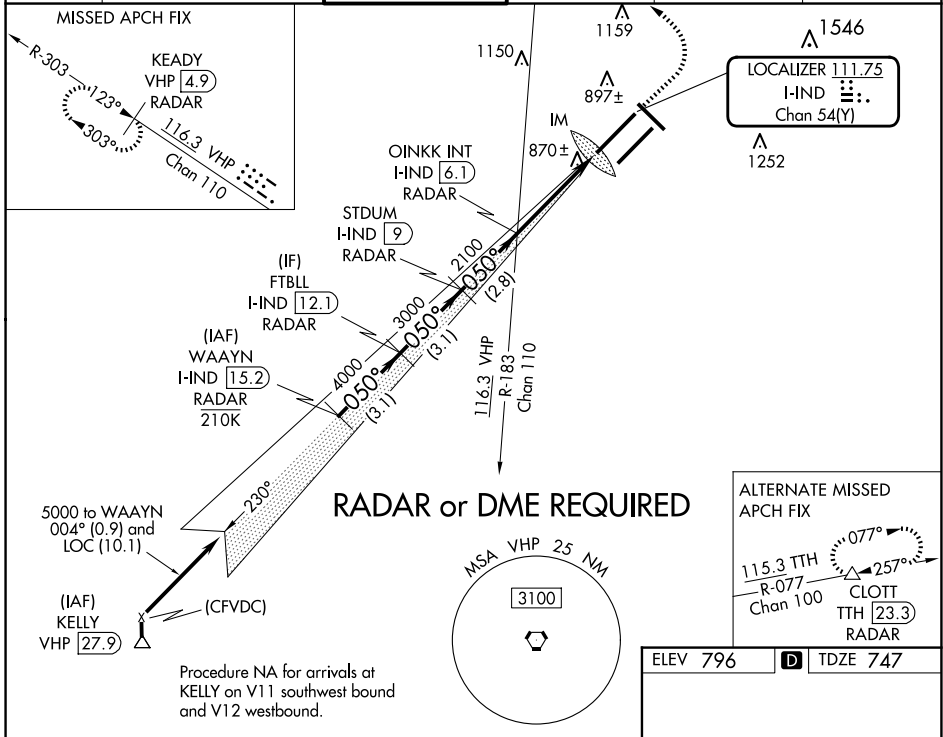 MISSED APCH FIX
R-303
KEADY
VHP 4.9
RADAR
123°
303°
116.3 VHP
Chan 110
1150
1159
1546
897±
LOCALIZER 111.75
I-IND
Chan 54(Y)
1252
IM
870±
OINKK INT
I-IND 6.1
RADAR
STDUM
I-IND 9
RADAR
2100
050°
(2.8)
(IF)
FTBLL
I-IND 12.1
RADAR
3000
050°
(3.1)
(IAF)
WAAYN
I-IND 15.2
RADAR
210K
4000
050°
(3.1)
116.3 VHP
R-183
Chan 110
230°
RADAR or DME REQUIRED
5000 to WAAYN
004° (0.9) and
LOC (10.1)
(IAF)
KELLY
VHP 27.9
(CFVDC)
X
MSA VHP 25 NM
3100
Procedure NA for arrivals at
KELLY on V11 southwest bound
and V12 westbound.
ALTERNATE MISSED
APCH FIX
077°
257°
115.3 TTH
R-077
Chan 100
CLOTT
TTH 23.3
RADAR
ELEV 796 D TDZE 747